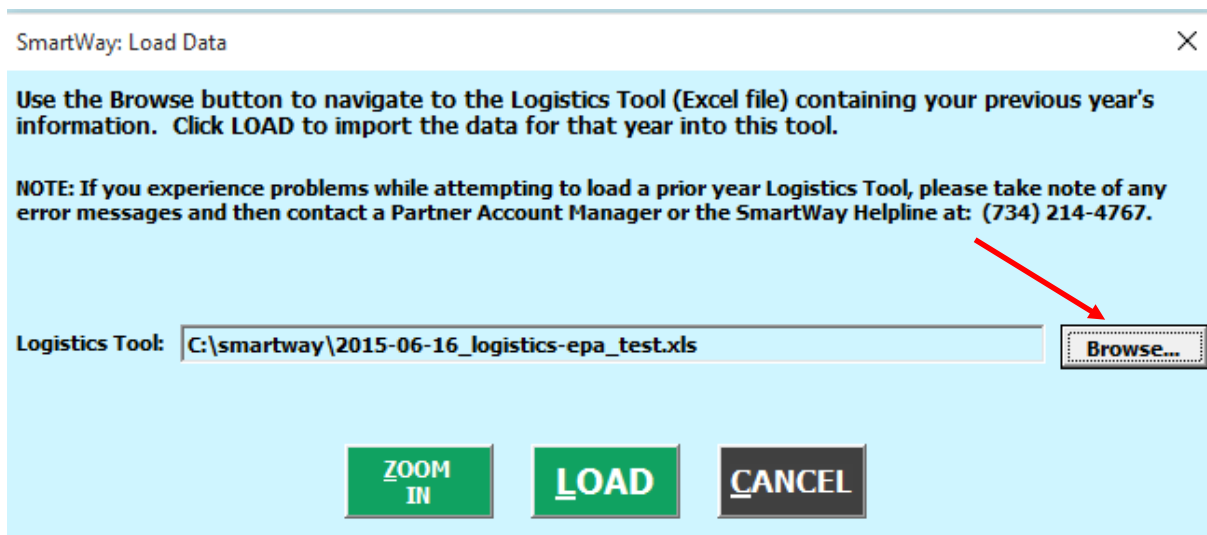 SmartWay: Load Data
Use the Browse button to navigate to the Logistics Tool (Excel file) containing your previous year's
information.  Click LOAD to import the data for that year into this tool.
NOTE: If you experience problems while attempting to load a prior year Logistics Tool, please take note of any
error messages and then contact a Partner Account Manager or the SmartWay Helpline at:  (734) 214-4767.
Logistics Tool: C:\smartway\2015-06-16_logistics-epa_test.xls Browse...
ZOOM
IN
LOAD
CANCEL